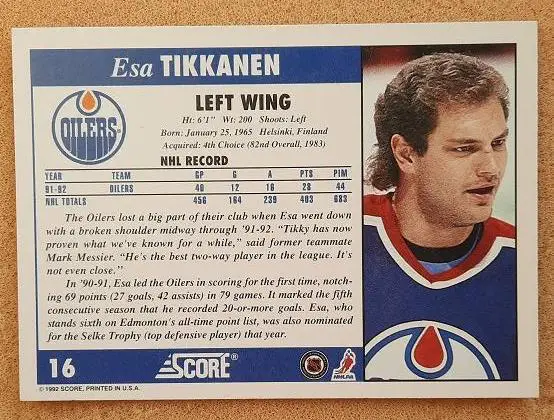 Esa TIKKANEN
OILERS
LEFT WING
Ht: 6'1" Wt: 200 Shoots: Left
Born: January 25, 1965 Helsinki, Finland
Acquired: 4th Choice (82nd Overall, 1983)
NHL RECORD
YEAR TEAM GP G A PTS PIM
91-92 OILERS 40 12 16 28 44
NHL TOTALS 456 164 239 403 683
The Oilers lost a big part of their club when Esa went down
with a broken shoulder midway through '91-92. "Tikky has now
proven what we've known for a while," said former teammate
Mark Messier. "He's the best two-way player in the league. It's
not even close."
In '90-91, Esa led the Oilers in scoring for the first time, notch-
ing 69 points (27 goals, 42 assists) in 79 games. It marked the fifth
consecutive season that he recorded 20-or-more goals. Esa, who
stands sixth on Edmonton's all-time point list, was also nominated
for the Selke Trophy (top defensive player) that year.
16 SCORE®
NHL NHLPA
© 1992 SCORE, PRINTED IN U.S.A.